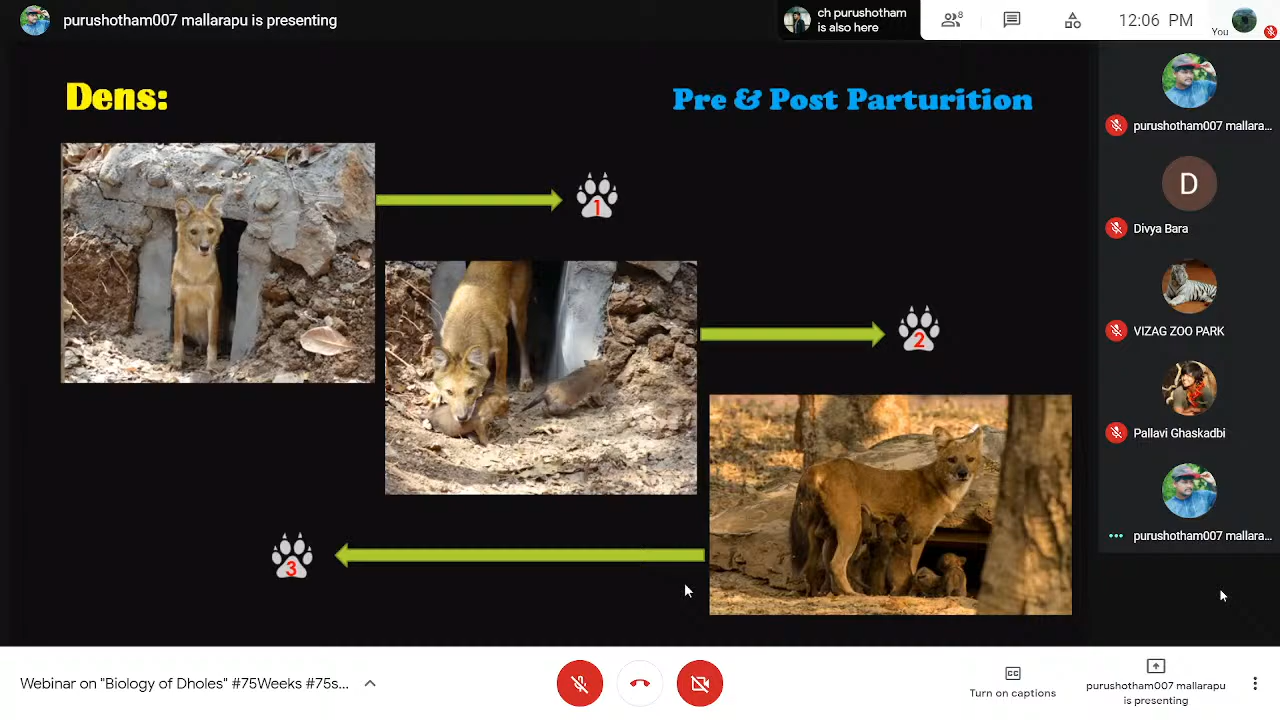 purushotham007 mallarapu is presenting
ch purushotham
is also here
8
12:06 PM
You
Dens:
Pre & Post Parturition
1
2
3
purushotham007 mallara...
D
Divya Bara
VIZAG ZOO PARK
Pallavi Ghaskadbi
purushotham007 mallara...
Webinar on "Biology of Dholes" #75Weeks #75s...
CC
Turn on captions
purushotham007 mallarapu
is presenting